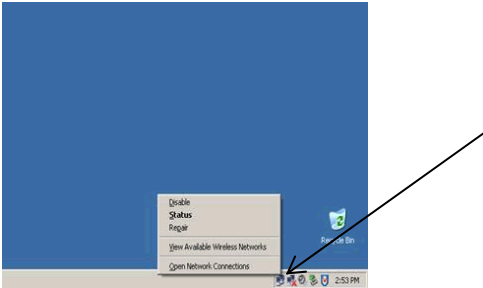 Disable
Status
Repair
View Available Wireless Networks
Open Network Connections
Recycle Bin
2:53 PM